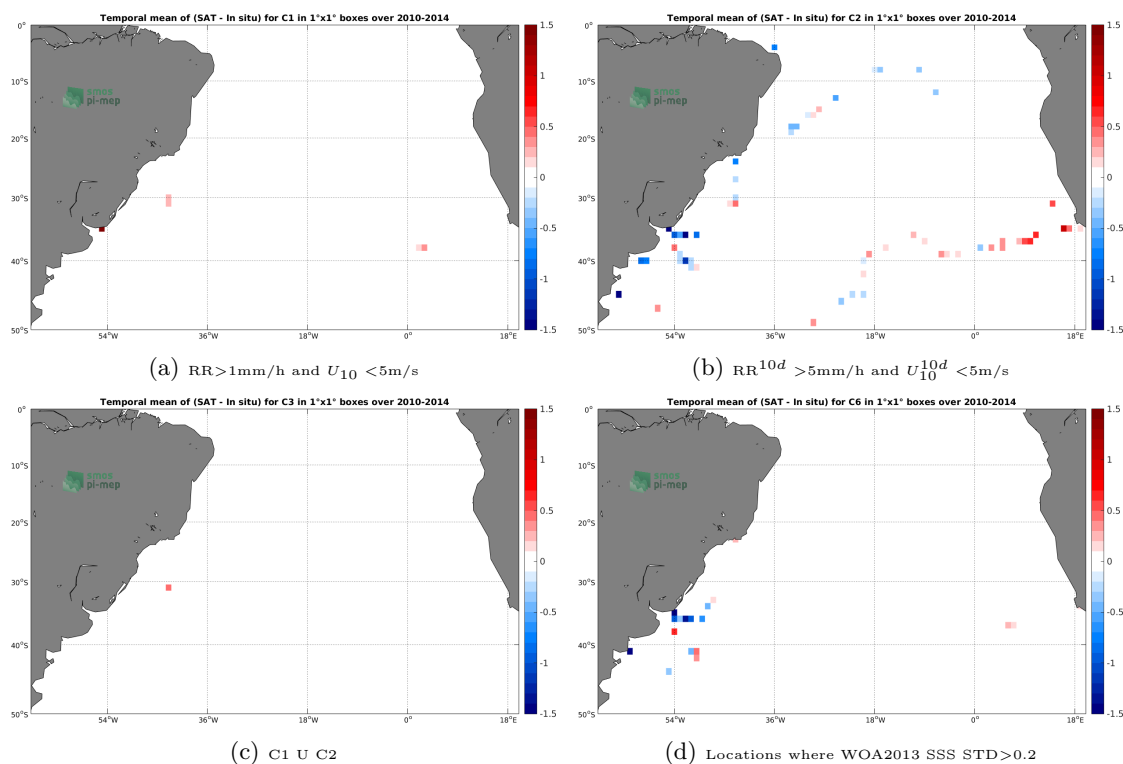 Temporal mean of (SAT - In situ) for C1 in 1°x1° boxes over 2010-2014
0°
10°S
20°S
30°S
40°S
50°S
54°W
36°W
18°W
0°
18°E
1.5
1
0.5
0
-0.5
-1
-1.5
smos
pi-mep
(a) RR>1mm/h and U10 <5m/s
Temporal mean of (SAT - In situ) for C2 in 1°x1° boxes over 2010-2014
0°
10°S
20°S
30°S
40°S
50°S
54°W
36°W
18°W
0°
18°E
1.5
1
0.5
0
-0.5
-1
-1.5
smos
pi-mep
(b) RR^10d >5mm/h and U10^10d <5m/s
Temporal mean of (SAT - In situ) for C3 in 1°x1° boxes over 2010-2014
0°
10°S
20°S
30°S
40°S
50°S
54°W
36°W
18°W
0°
18°E
1.5
1
0.5
0
-0.5
-1
-1.5
smos
pi-mep
(c) C1 U C2
Temporal mean of (SAT - In situ) for C6 in 1°x1° boxes over 2010-2014
0°
10°S
20°S
30°S
40°S
50°S
54°W
36°W
18°W
0°
18°E
1.5
1
0.5
0
-0.5
-1
-1.5
smos
pi-mep
(d) Locations where WOA2013 SSS STD>0.2